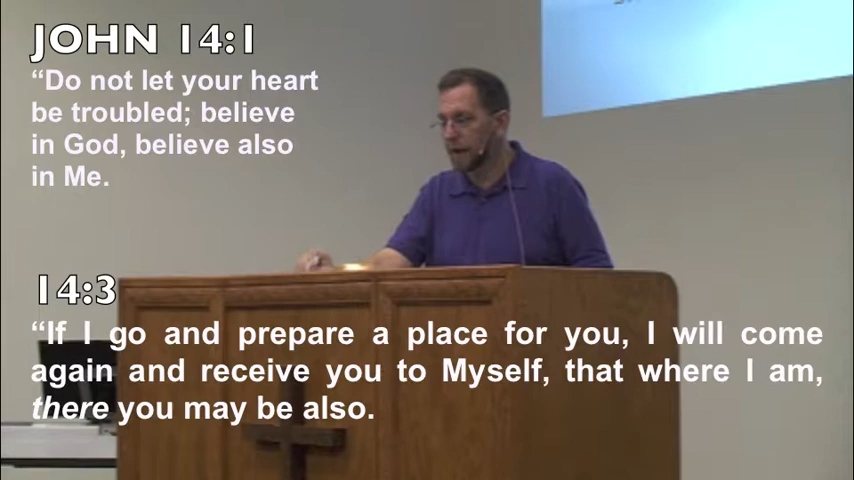 JOHN 14:1
“Do not let your heart
be troubled; believe
in God, believe also
in Me.
14:3
“If I go and prepare a place for you, I will come
again and receive you to Myself, that where I am,
there you may be also.